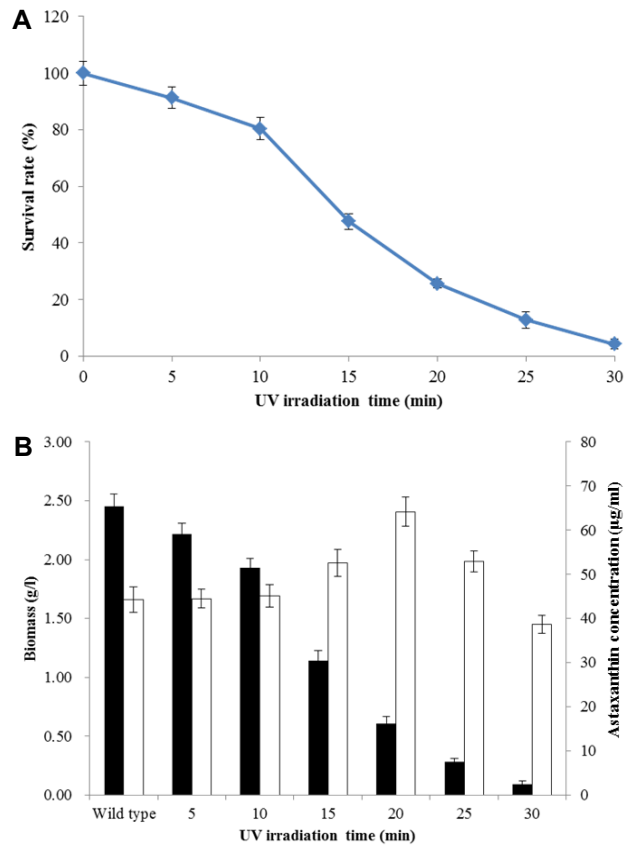 A
120
100
80
60
40
20
0
Survival rate (%)
0 5 10 15 20 25 30
UV irradiation time (min)
B
3.00
2.50
2.00
1.50
1.00
0.50
0.00
Biomass (g/l)
80
70
60
50
40
30
20
10
0
Astaxanthin concentration (µg/ml)
Wild type 5 10 15 20 25 30
UV irradiation time (min)